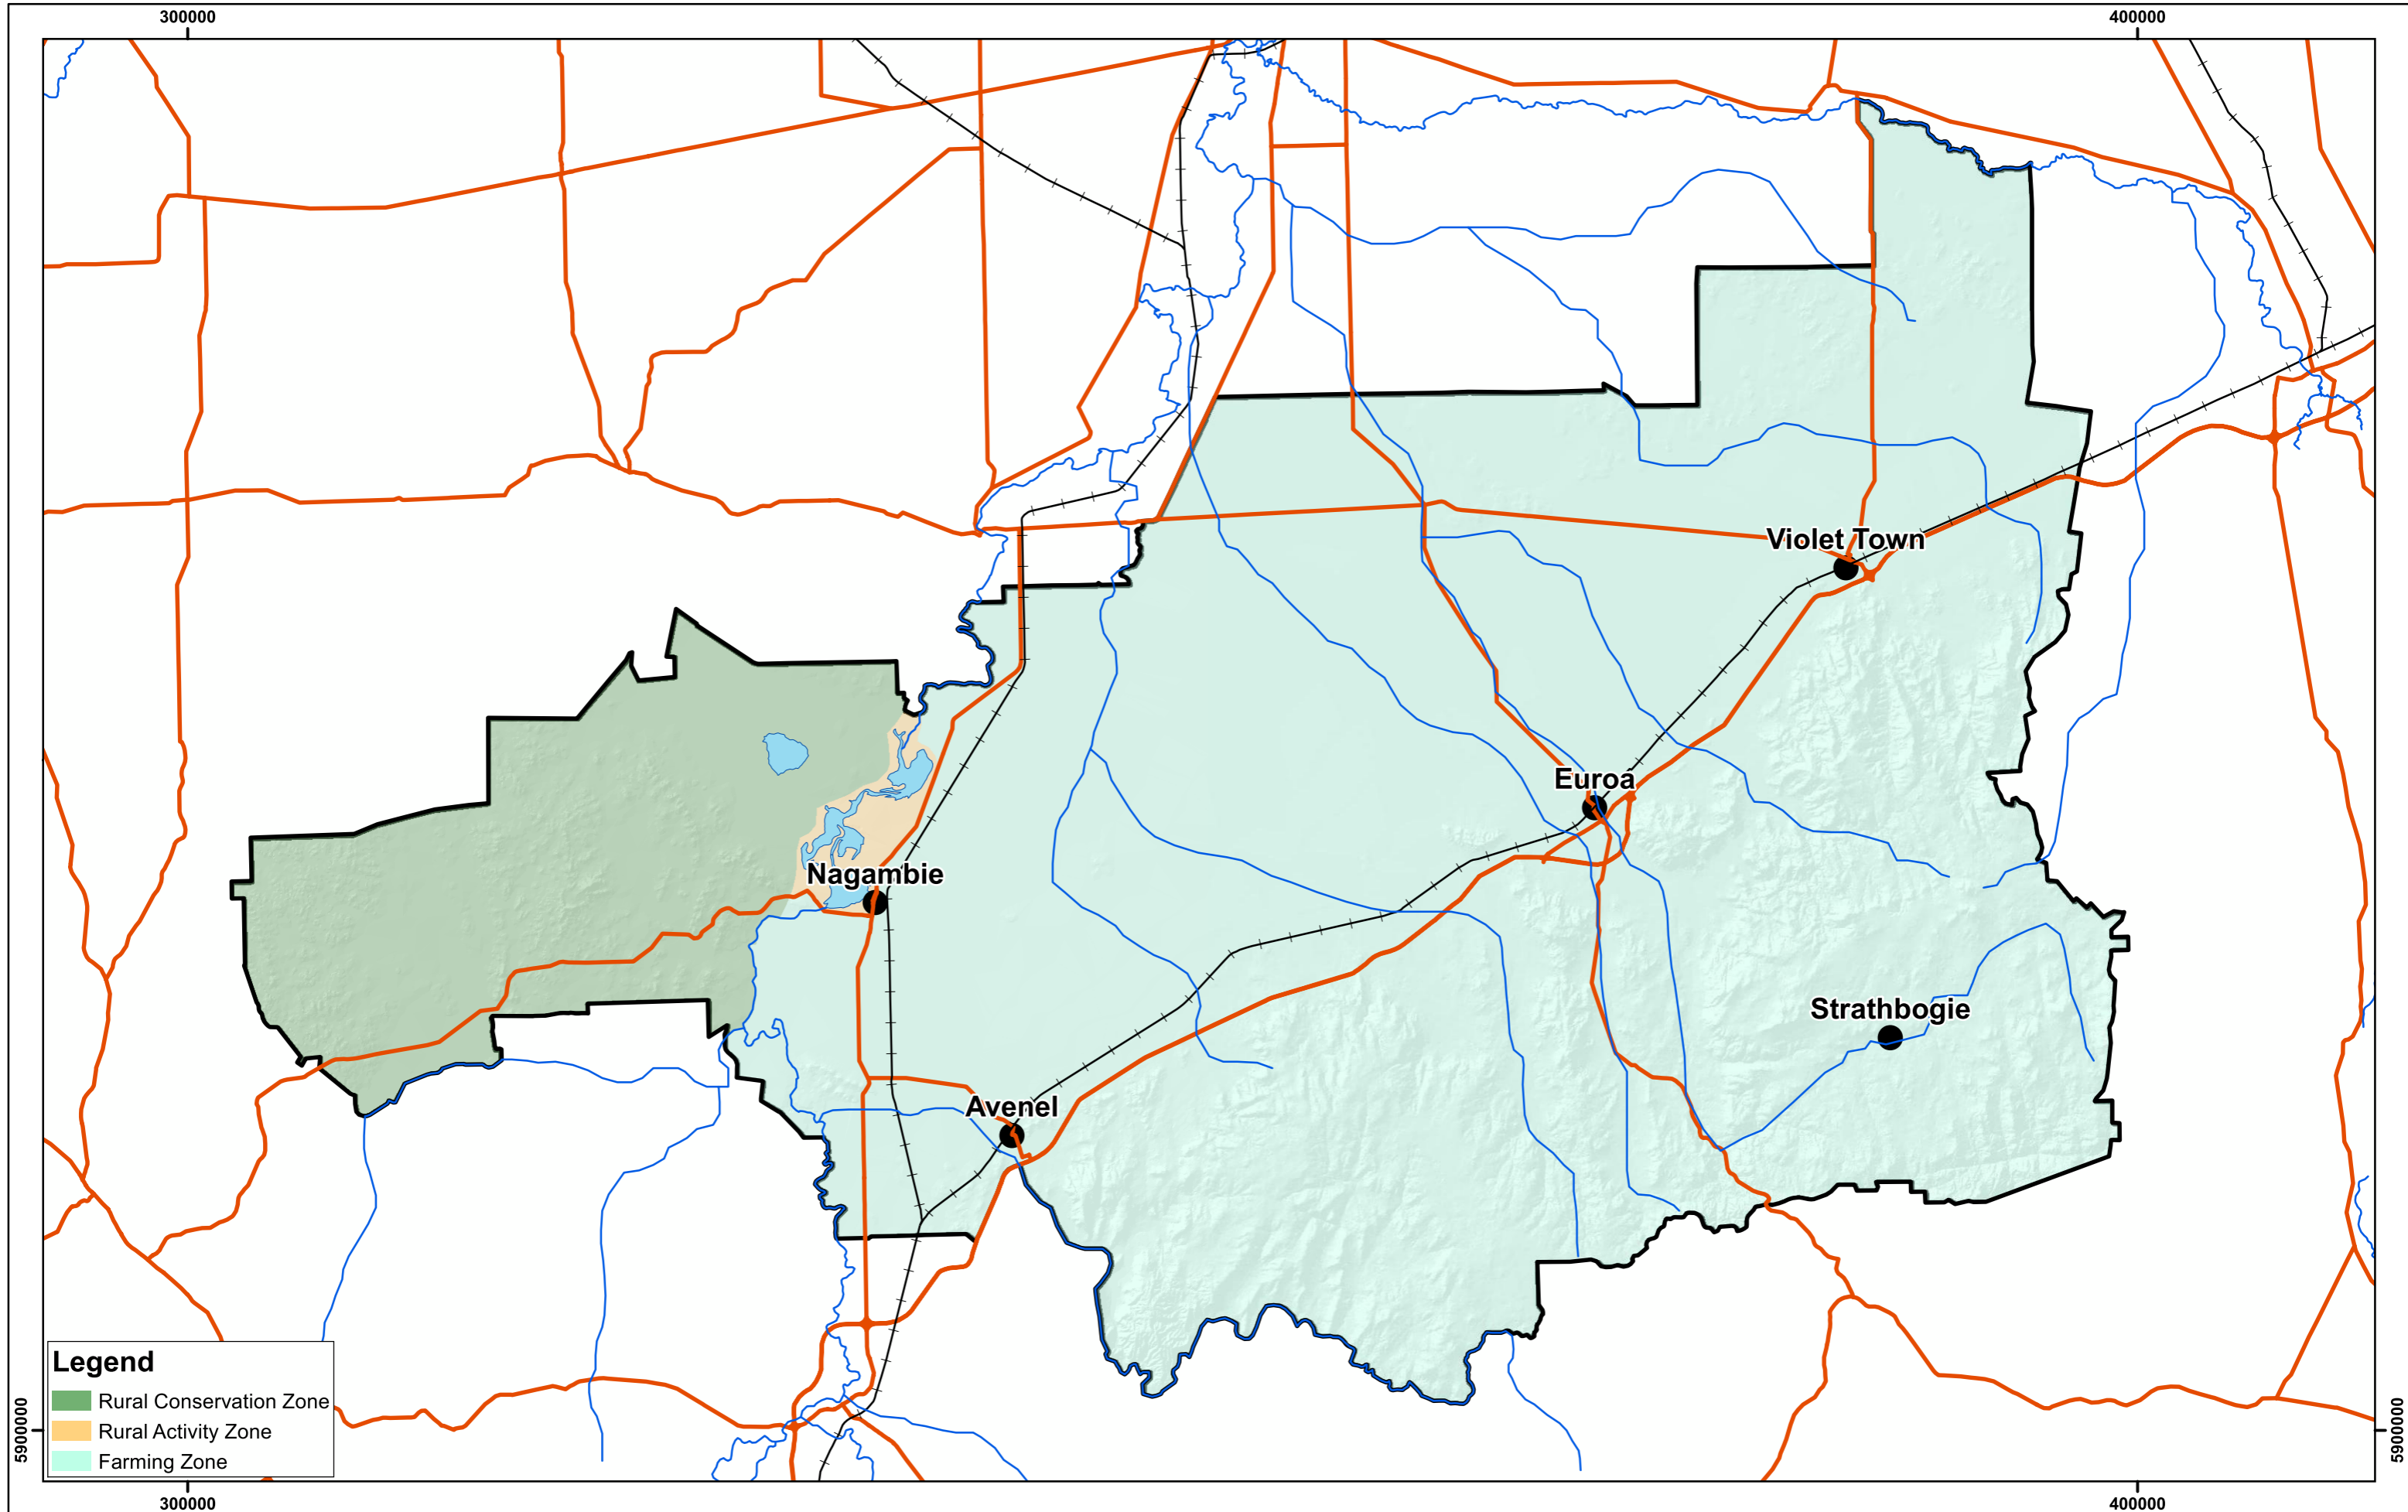 300000
400000
Violet Town
Euroa
Nagambie
Strathbogie
Avenel
Legend
Rural Conservation Zone
Rural Activity Zone
Farming Zone
5900000
5900000
300000
400000